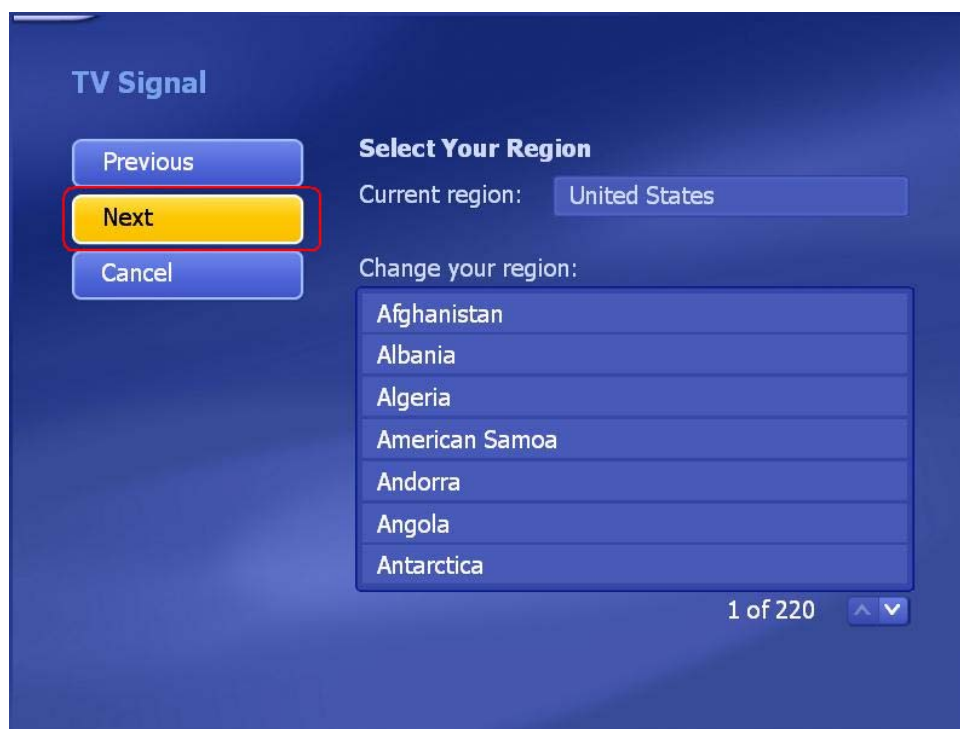 TV Signal
Previous
Next
Cancel
Select Your Region
Current region: United States
Change your region:
Afghanistan
Albania
Algeria
American Samoa
Andorra
Angola
Antarctica
1 of 220